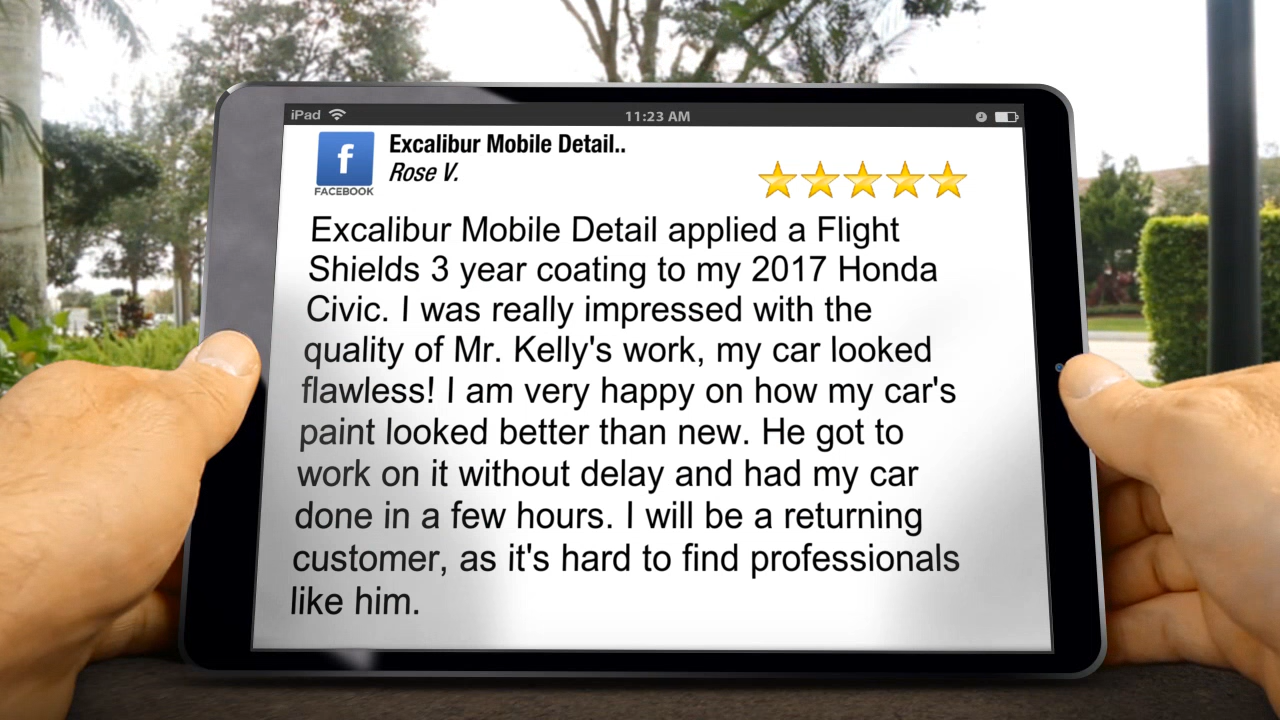 iPad 11:23 AM
f
FACEBOOK
Excalibur Mobile Detail..
Rose V.
Excalibur Mobile Detail applied a Flight
Shields 3 year coating to my 2017 Honda
Civic. I was really impressed with the
quality of Mr. Kelly's work, my car looked
flawless! I am very happy on how my car's
paint looked better than new. He got to
work on it without delay and had my car
done in a few hours. I will be a returning
customer, as it's hard to find professionals
like him.